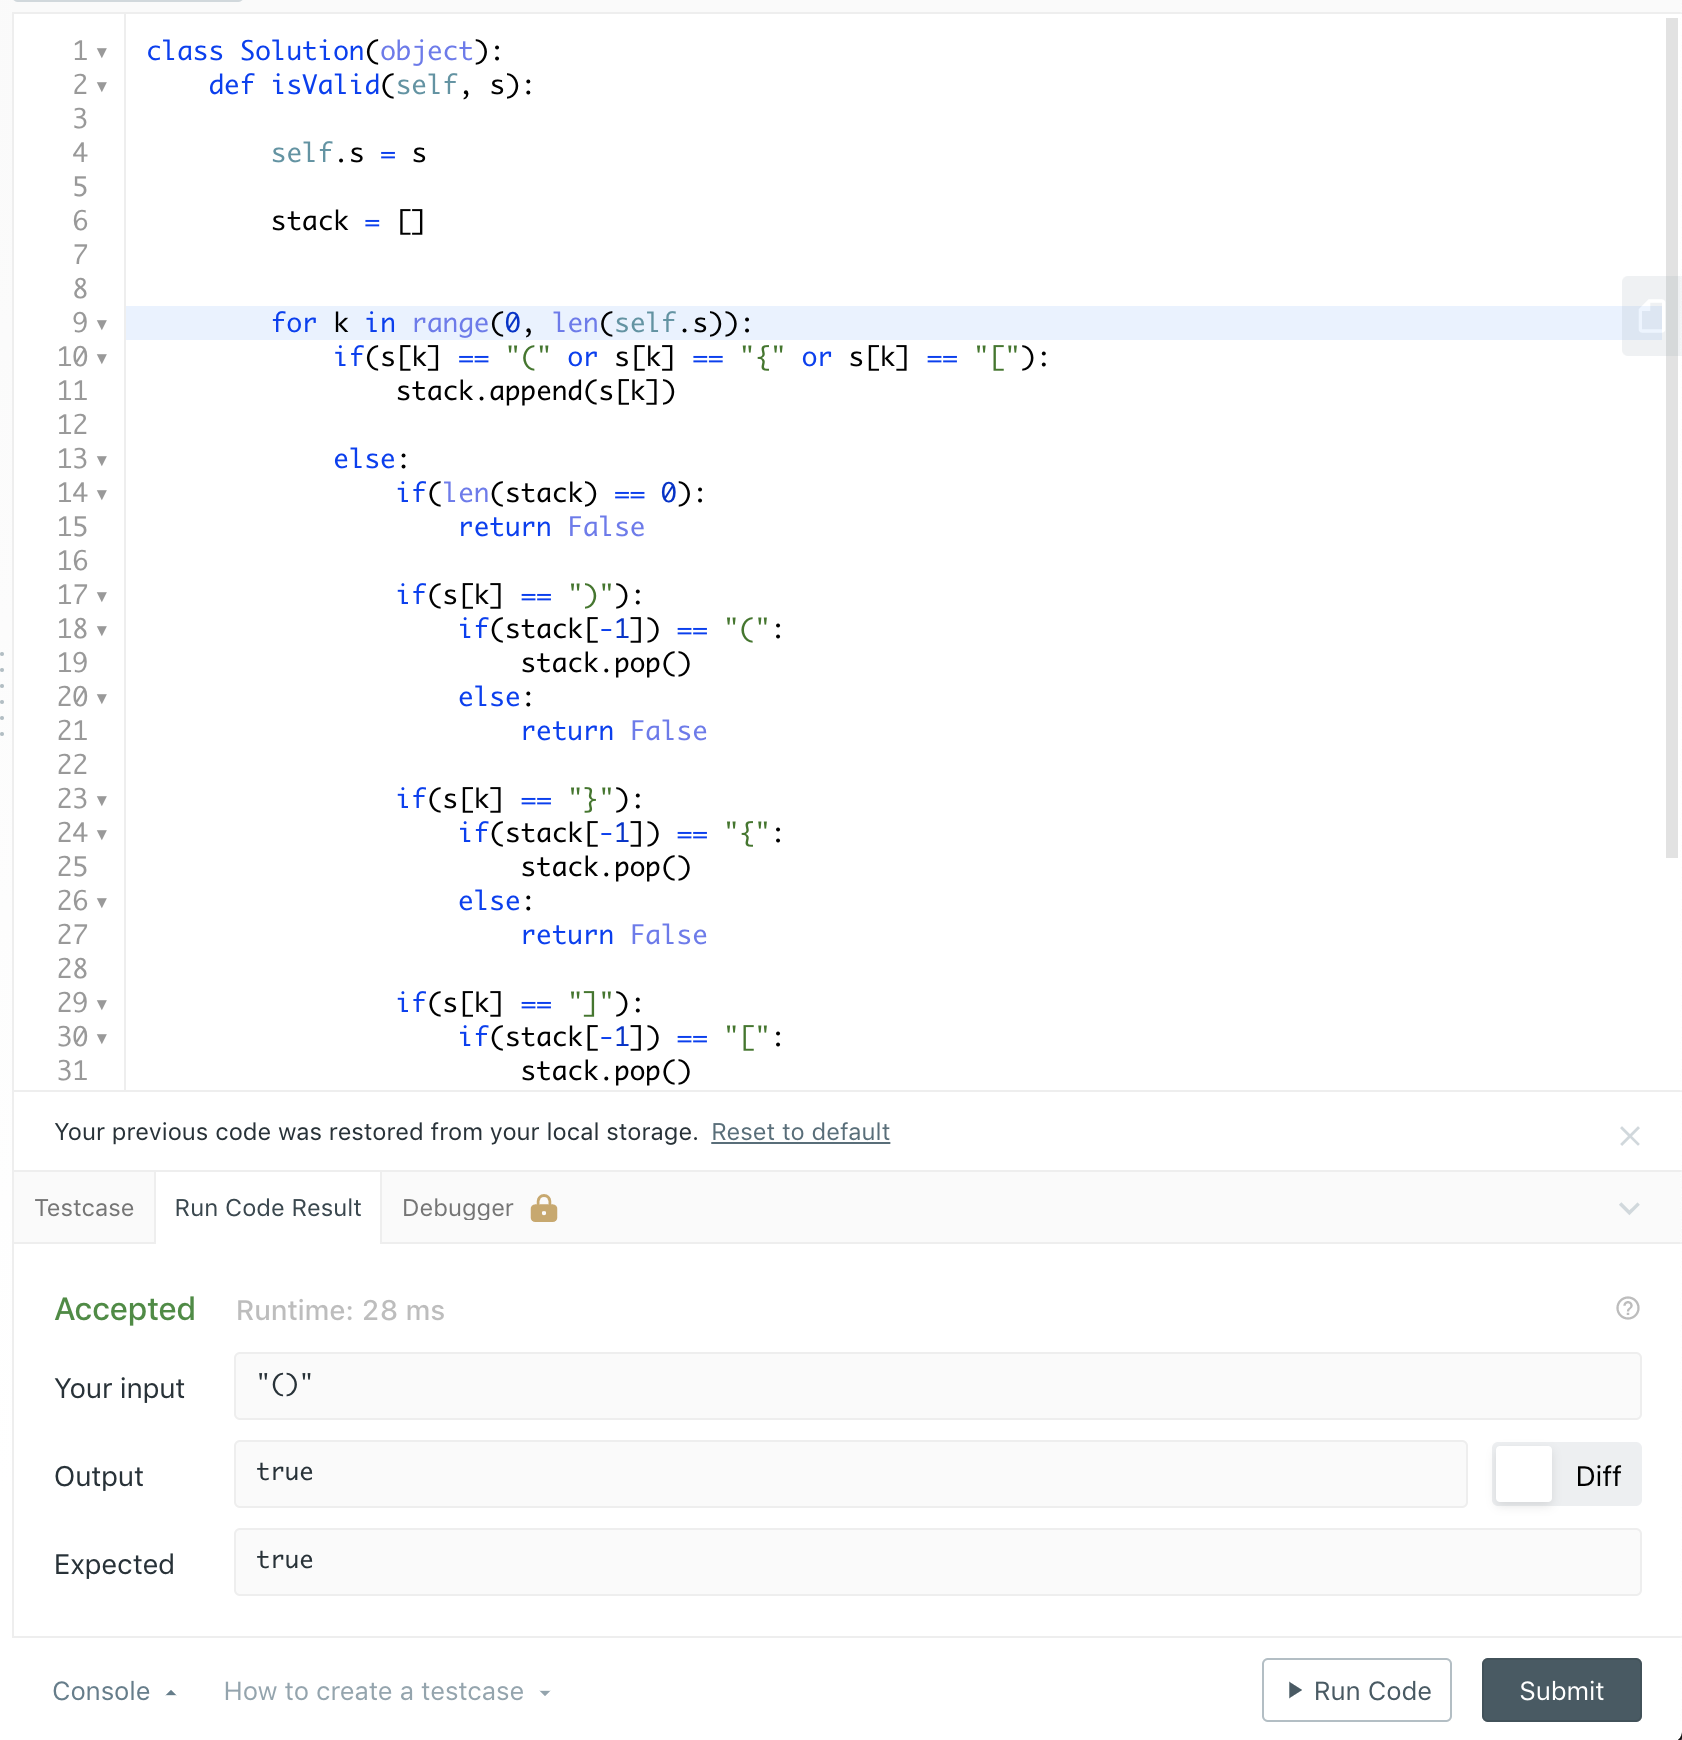 1 class Solution(object):
2     def isValid(self, s):
3
4         self.s = s
5
6         stack = []
7
8
9         for k in range(0, len(self.s)):
10             if(s[k] == "(" or s[k] == "{" or s[k] == "["):
11                 stack.append(s[k])
12
13             else:
14                 if(len(stack) == 0):
15                     return False
16
17                 if(s[k] == ")"):
18                     if(stack[-1]) == "(":
19                         stack.pop()
20                     else:
21                         return False
22
23                 if(s[k] == "}"):
24                     if(stack[-1]) == "{":
25                         stack.pop()
26                     else:
27                         return False
28
29                 if(s[k] == "]"):
30                     if(stack[-1]) == "[":
31                         stack.pop()
Your previous code was restored from your local storage. Reset to default
Testcase Run Code Result Debugger
Accepted Runtime: 28 ms
Your input "()"
Output true Diff
Expected true
Console How to create a testcase Run Code Submit